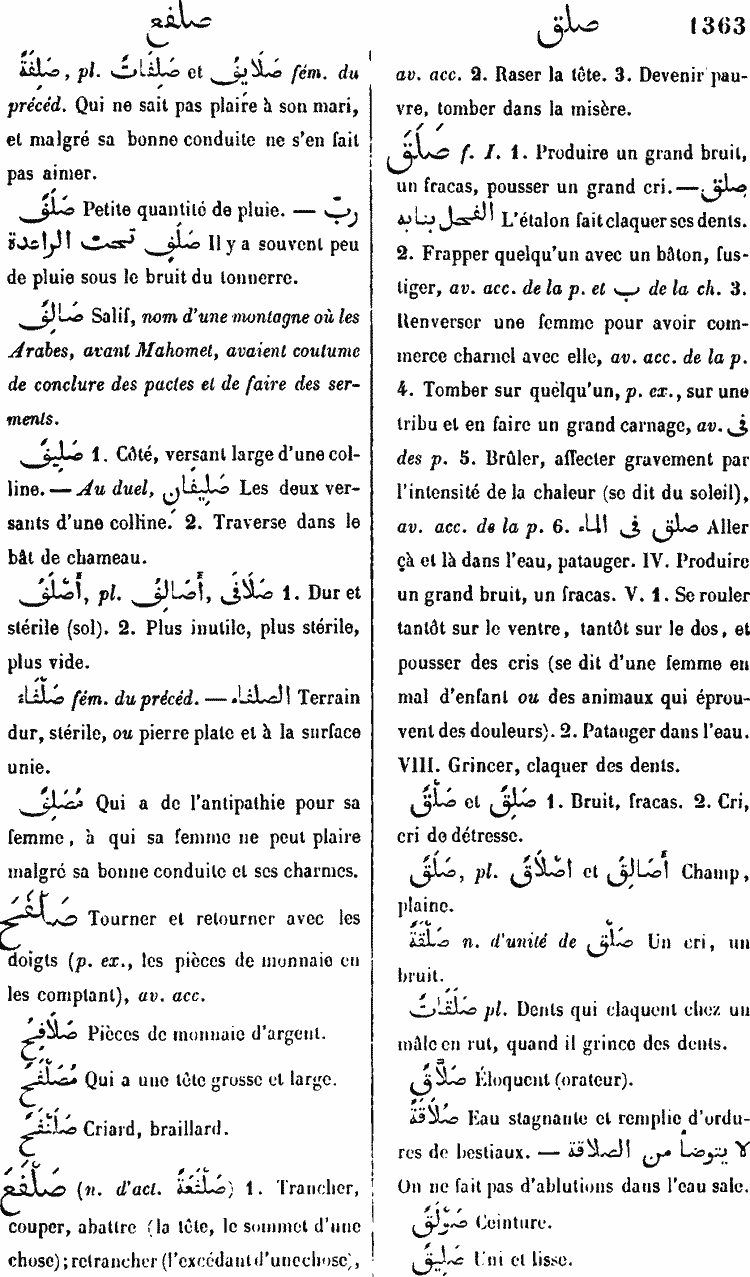 صلفع
صلق 1363
صَلِفَةٌ, pl. صَلِفَاتٌ et صَلَائِفُ fém. du
précéd. Qui ne sait pas plaire à son mari,
et malgré sa bonne conduite ne s'en fait
pas aimer.
صَلَفٌ Petite quantité de pluie. — ربّ
صَلَفٍ تحت الراعدة Il y a souvent peu
de pluie sous le bruit du tonnerre.
صَالِفٌ Salif, nom d'une montagne où les
Arabes, avant Mahomet, avaient coutume
de conclure des pactes et de faire des ser-
ments.
صَلِيفٌ 1. Côté, versant large d'une col-
line. — Au duel, صَلِيفَانِ Les deux ver-
sants d'une colline. 2. Traverse dans le
bât de chameau.
أَصْلَفُ, pl. أَصَالِفُ, صَلَافَى 1. Dur et
stérile (sol). 2. Plus inutile, plus stérile,
plus vide.
صَلْفَاءُ fém. du précéd. — الصلفاء Terrain
dur, stérile, ou pierre plate et à la surface
unie.
مُصْلِفٌ Qui a de l'antipathie pour sa
femme, à qui sa femme ne peut plaire
malgré sa bonne conduite et ses charmes.
صَلْفَحَ Tourner et retourner avec les
doigts (p. ex., les pièces de monnaie en
les comptant), av. acc.
صَلَافِحُ Pièces de monnaie d'argent.
مُصَلْفَحٌ Qui a une tête grosse et large.
صَلَنْفَحٌ Criard, braillard.
صَلْفَعَ (n. d'act. صَلْفَعَةٌ) 1. Trancher,
couper, abattre (la tête, le sommet d'une
chose); retrancher (l'excédant d'une chose),
av. acc. 2. Raser la tête. 3. Devenir pau-
vre, tomber dans la misère.
صَلَقَ f. I. 1. Produire un grand bruit,
un fracas, pousser un grand cri. — صلق
الفحل بنابه L'étalon fait claquer ses dents.
2. Frapper quelqu'un avec un bâton, fus-
tiger, av. acc. de la p. et ب de la ch. 3.
Renverser une femme pour avoir com-
merce charnel avec elle, av. acc. de la p.
4. Tomber sur quelqu'un, p. ex., sur une
tribu et en faire un grand carnage, av. فى
des p. 5. Brûler, affecter gravement par
l'intensité de la chaleur (se dit du soleil),
av. acc. de la p. 6. صلق فى الماء Aller
çà et là dans l'eau, patauger. IV. Produire
un grand bruit, un fracas. V. 1. Se rouler
tantôt sur le ventre, tantôt sur le dos, et
pousser des cris (se dit d'une femme en
mal d'enfant ou des animaux qui éprou-
vent des douleurs). 2. Patauger dans l'eau.
VIII. Grincer, claquer des dents.
صَلْقٌ et صَلَقٌ 1. Bruit, fracas. 2. Cri,
cri de détresse.
صَلَقٌ, pl. أَصْلَاقٌ et أَصَالِقُ Champ,
plaine.
صَلْقَةٌ n. d'unité de صَلْقٌ Un cri, un
bruit.
صَلَقَاتٌ pl. Dents qui claquent chez un
mâle en rut, quand il grince des dents.
صَلَّاقٌ Éloquent (orateur).
صُلَاقَةٌ Eau stagnante et remplie d'ordu-
res de bestiaux. — لا يتوضأ من الصلاقة
On ne fait pas d'ablutions dans l'eau sale.
صَوْلَقٌ Ceinture.
صَلِيقٌ Uni et lisse.